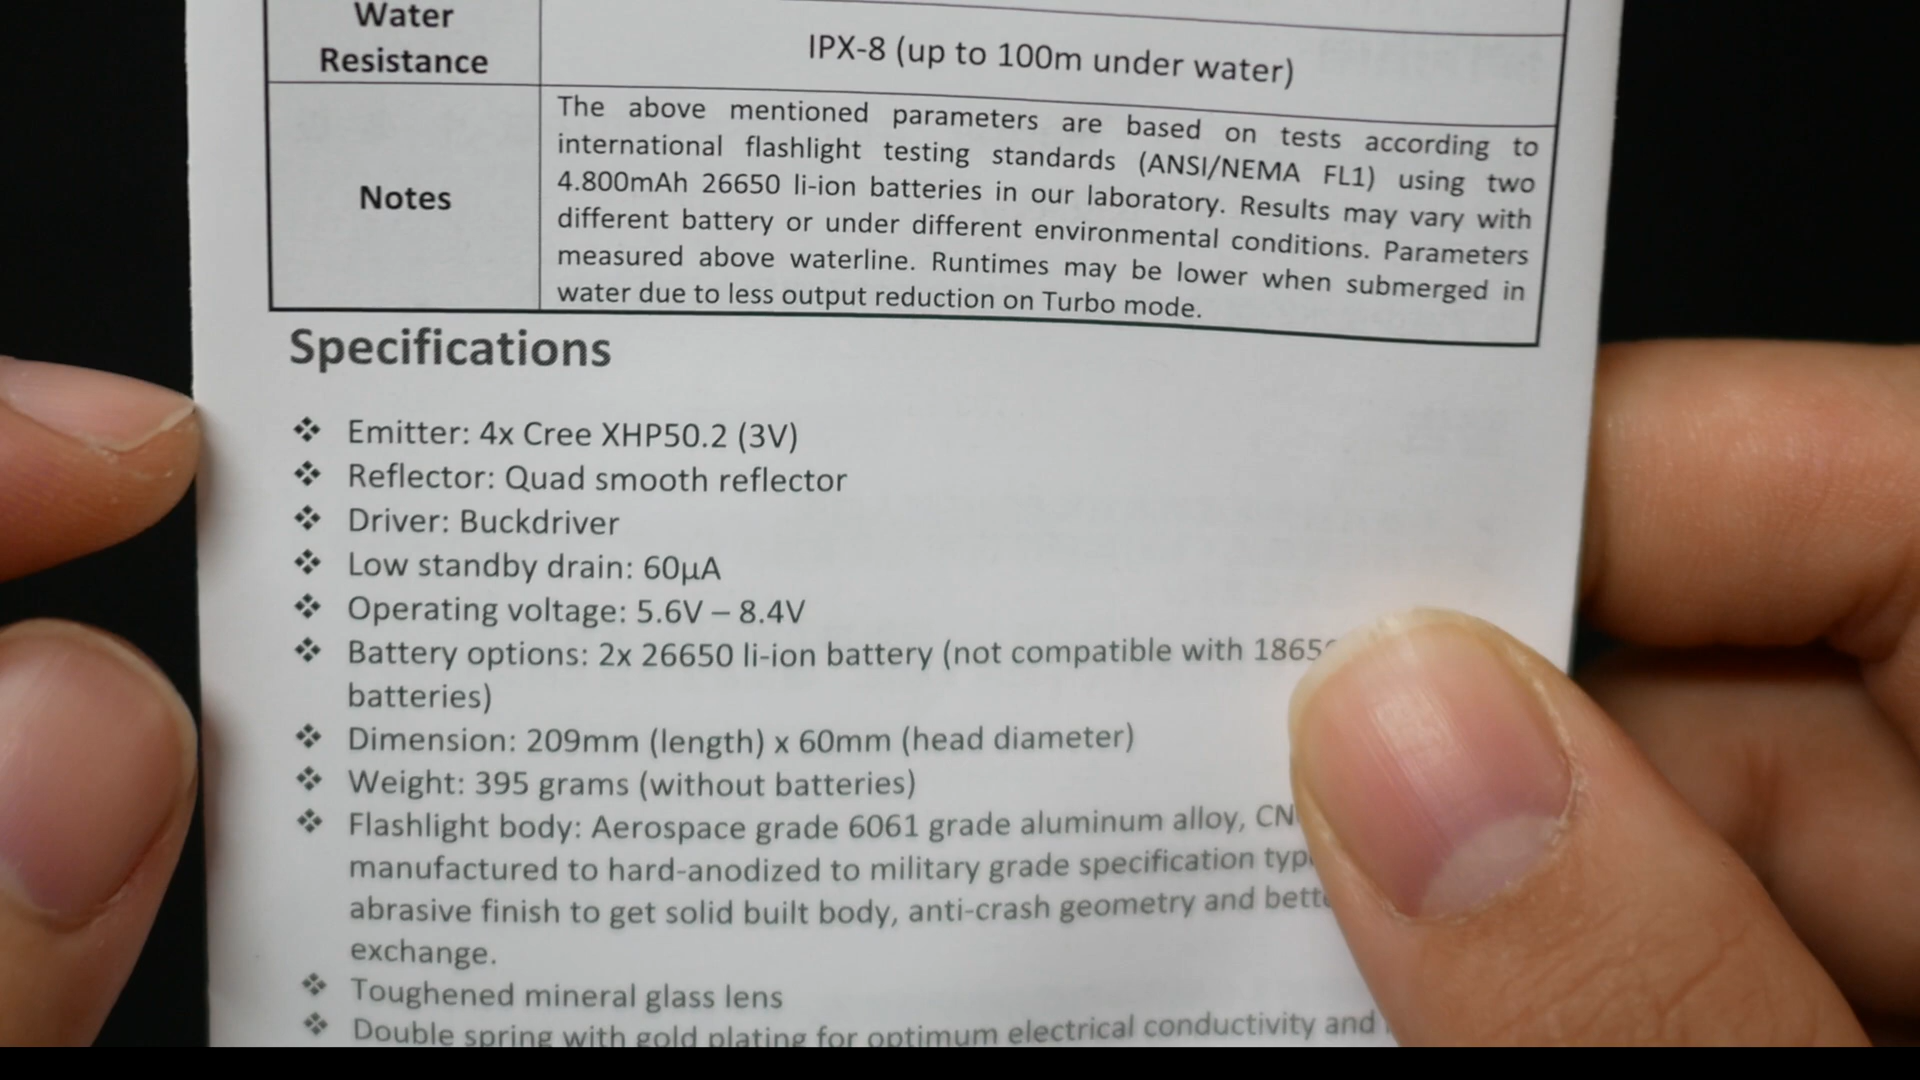 Water
Resistance
IPX-8 (up to 100m under water)
Notes
The above mentioned parameters are based on tests according to
international flashlight testing standards (ANSI/NEMA FL1) using two
4.800mAh 26650 li-ion batteries in our laboratory. Results may vary with
different battery or under different environmental conditions. Parameters
measured above waterline. Runtimes may be lower when submerged in
water due to less output reduction on Turbo mode.
Specifications
❖ Emitter: 4x Cree XHP50.2 (3V)
❖ Reflector: Quad smooth reflector
❖ Driver: Buckdriver
❖ Low standby drain: 60µA
❖ Operating voltage: 5.6V – 8.4V
❖ Battery options: 2x 26650 li-ion battery (not compatible with
batteries)
❖ Dimension: 209mm (length) x 60mm (head diameter)
❖ Weight: 395 grams (without batteries)
❖ Flashlight body: Aerospace grade 6061 grade aluminum alloy,
manufactured to hard-anodized to military grade specification
abrasive finish to get solid built body, anti-crash geometry and
exchange.
❖ Toughened mineral glass lens
❖ Double spring with gold plating for optimum electrical conductivity and